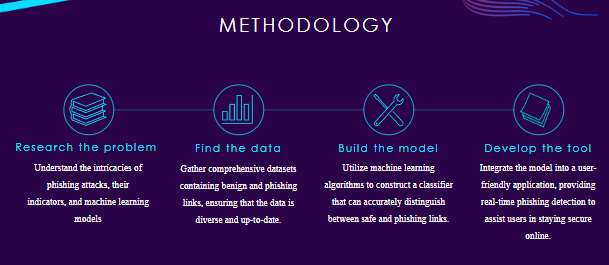 METHODOLOGY
Research the problem
Understand the intricacies of
phishing attacks, their
indicators, and machine learning
models
Find the data
Gather comprehensive datasets
containing benign and phishing
links, ensuring that the data is
diverse and up-to-date.
Build the model
Utilize machine learning
algorithms to construct a classifier
that can accurately distinguish
between safe and phishing links.
Develop the tool
Integrate the model into a user-
friendly application, providing
real-time phishing detection to
assist users in staying secure
online.